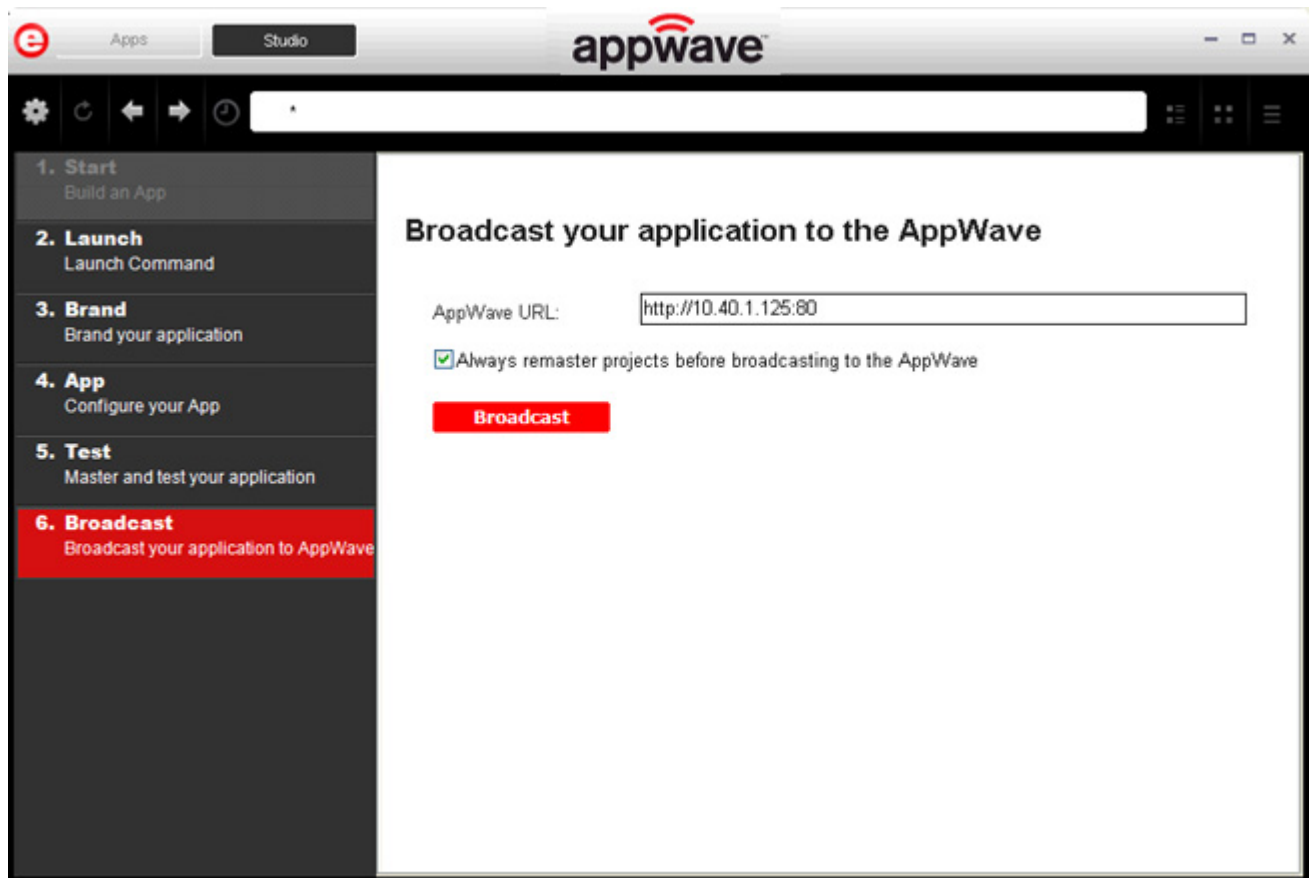 e Apps Studio appwave™
*
1. Start
Build an App
2. Launch
Launch Command
3. Brand
Brand your application
4. App
Configure your App
5. Test
Master and test your application
6. Broadcast
Broadcast your application to AppWave
Broadcast your application to the AppWave
AppWave URL: http://10.40.1.125:80
Always remaster projects before broadcasting to the AppWave
Broadcast